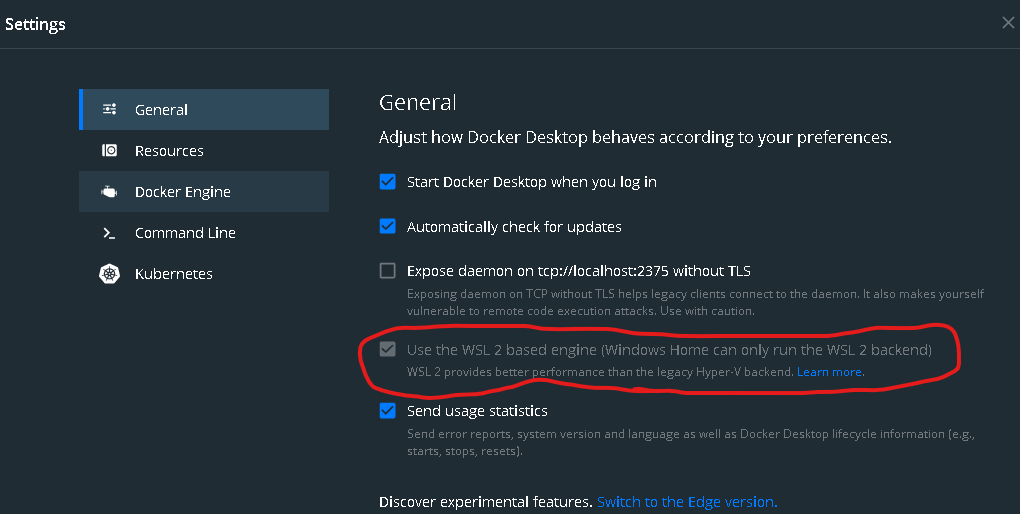 Settings
General
Resources
Docker Engine
Command Line
Kubernetes
General
Adjust how Docker Desktop behaves according to your preferences.
Start Docker Desktop when you log in
Automatically check for updates
Expose daemon on tcp://localhost:2375 without TLS
Exposing daemon on TCP without TLS helps legacy clients connect to the daemon. It also makes yourself
vulnerable to remote code execution attacks. Use with caution.
Use the WSL 2 based engine (Windows Home can only run the WSL 2 backend)
WSL 2 provides better performance than the legacy Hyper-V backend. Learn more.
Send usage statistics
Send error reports, system version and language as well as Docker Desktop lifecycle information (e.g.,
starts, stops, resets).
Discover experimental features. Switch to the Edge version.